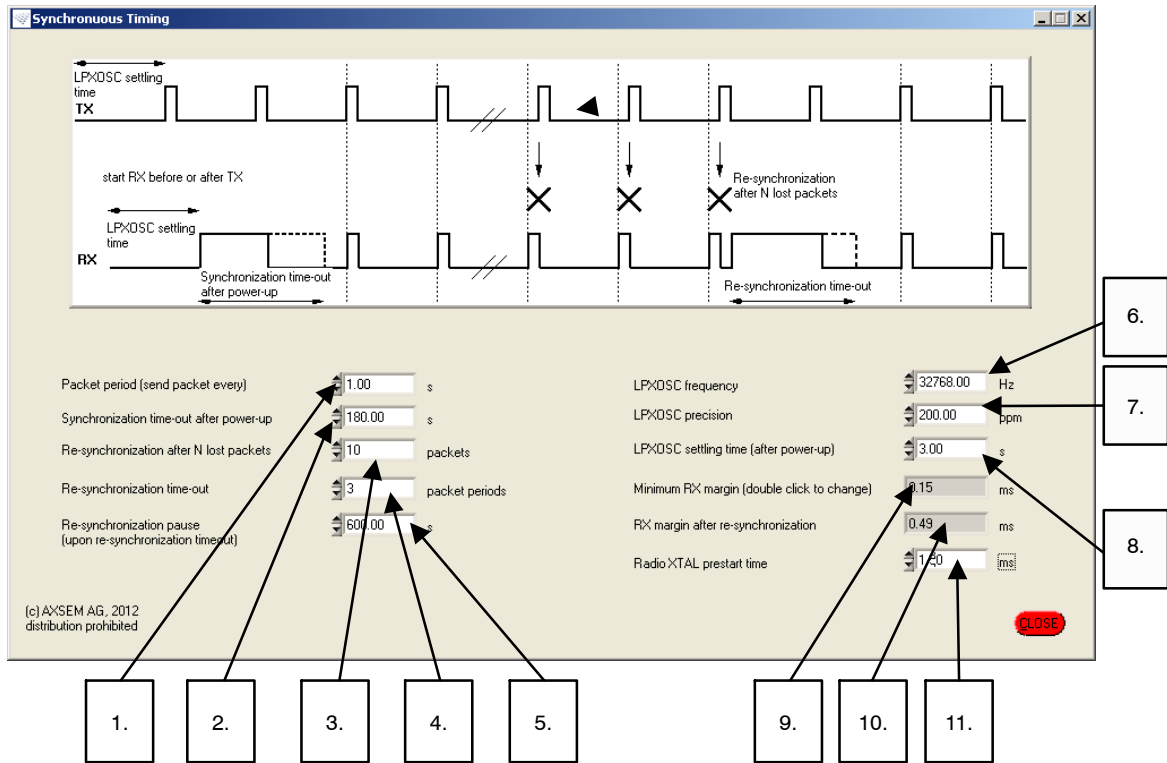 Synchronuous Timing
LPXOSC settling
time
TX
start RX before or after TX
Re-synchronization
after N lost packets
LPXOSC settling
time
RX
Synchronization time-out
after power-up
Re-synchronization time-out
Packet period (send packet every) 1.00 s
Synchronization time-out after power-up 180.00 s
Re-synchronization after N lost packets 10 packets
Re-synchronization time-out 3 packet periods
Re-synchronization pause 600.00 s
(upon re-synchronization timeout)
LPXOSC frequency 32768.00 Hz
LPXOSC precision 200.00 ppm
LPXOSC settling time (after power-up) 3.00 s
Minimum RX margin (double click to change) 0.15 ms
RX margin after re-synchronization 0.49 ms
Radio XTAL prestart time ms
(c) AXSEM AG, 2012
distribution prohibited
CLOSE
6.
7.
8.
1.
2.
3.
4.
5.
9.
10.
11.